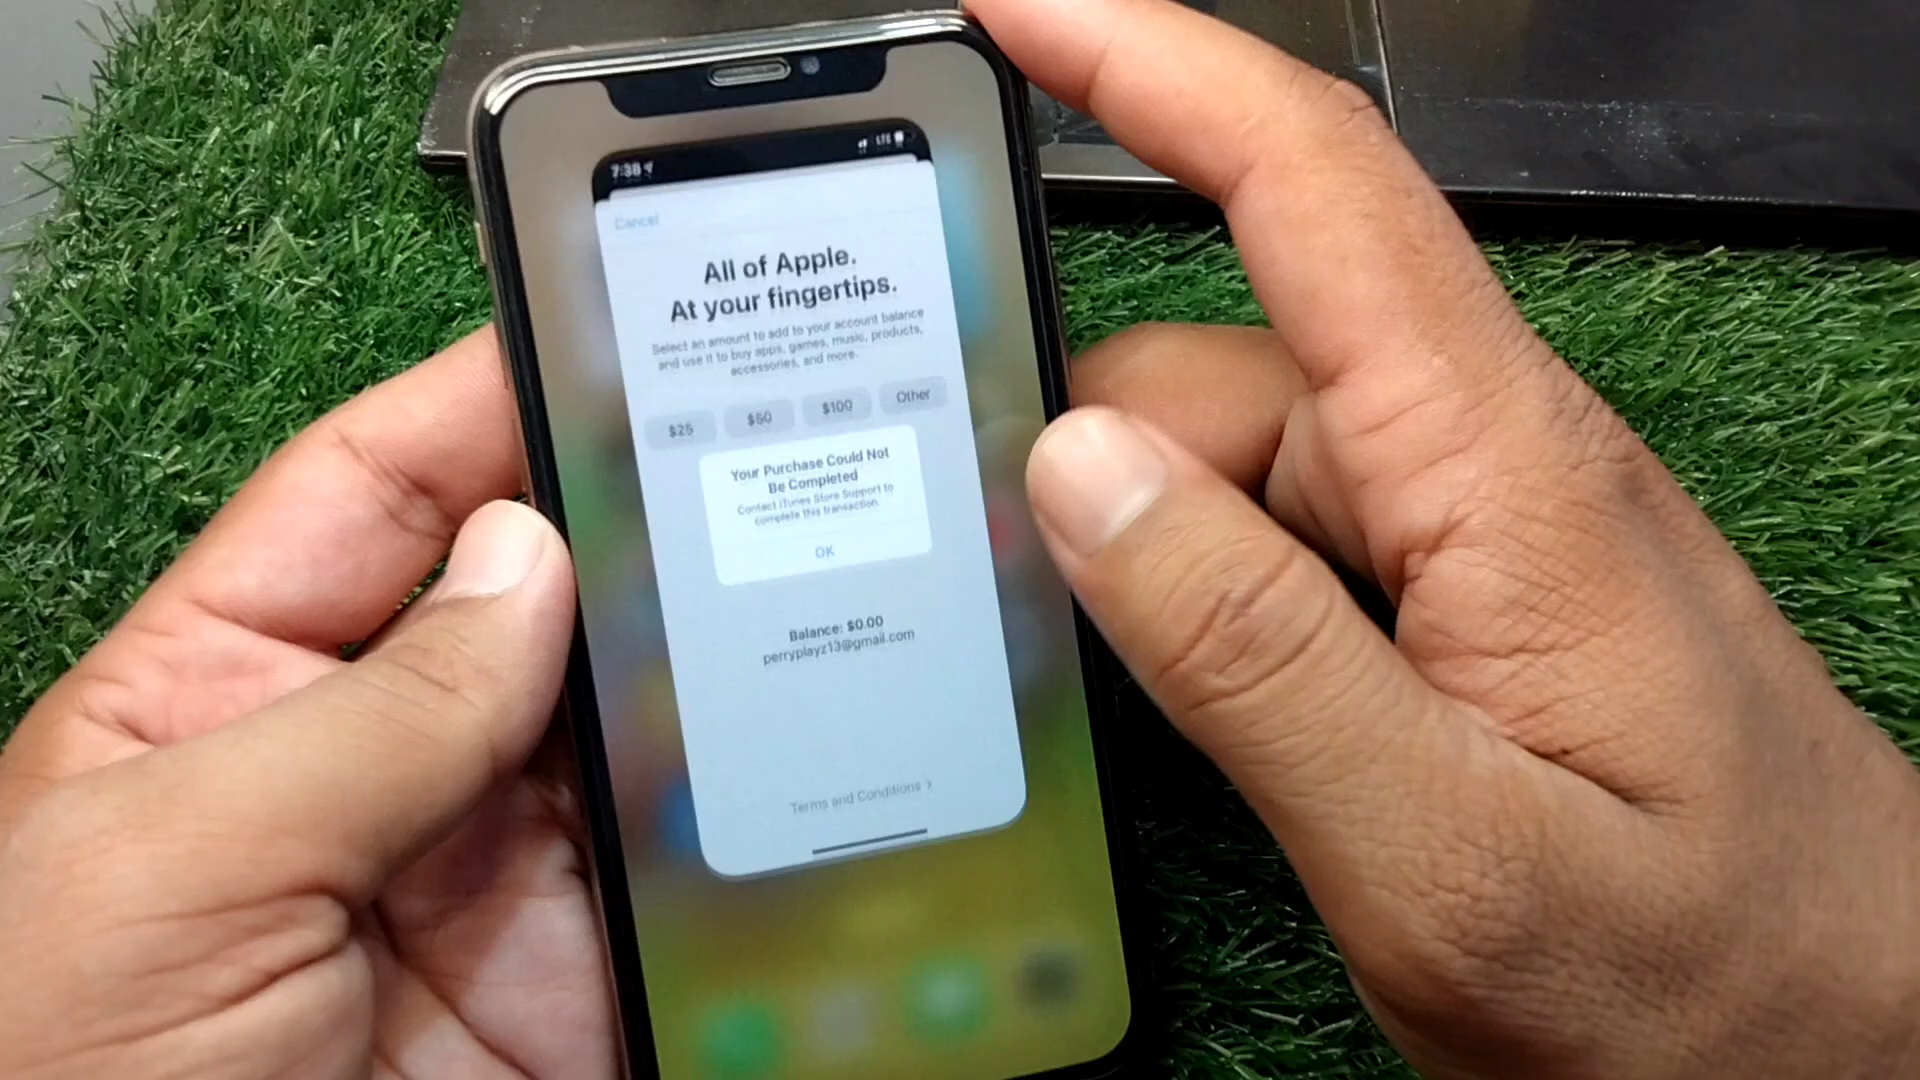 7:38
LTE
Cancel
All of Apple.
At your fingertips.
Select an amount to add to your account balance
and use it to buy apps, games, music, products,
accessories, and more.
$25 $50 $100 Other
Your Purchase Could Not
Be Completed
Contact iTunes Store Support to
complete this transaction.
OK
Balance: $0.00
perryplayz13@gmail.com
Terms and Conditions >